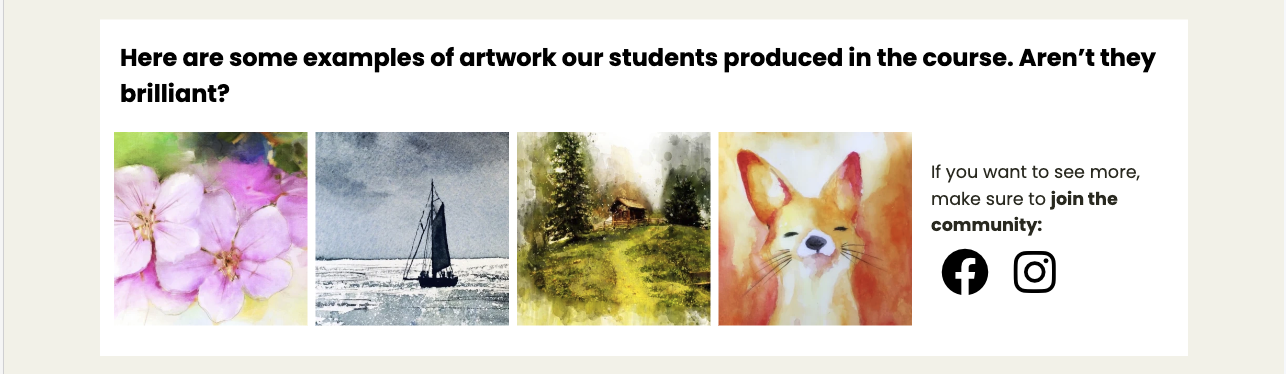 Here are some examples of artwork our students produced in the course. Aren’t they
brilliant?
If you want to see more,
make sure to join the
community: